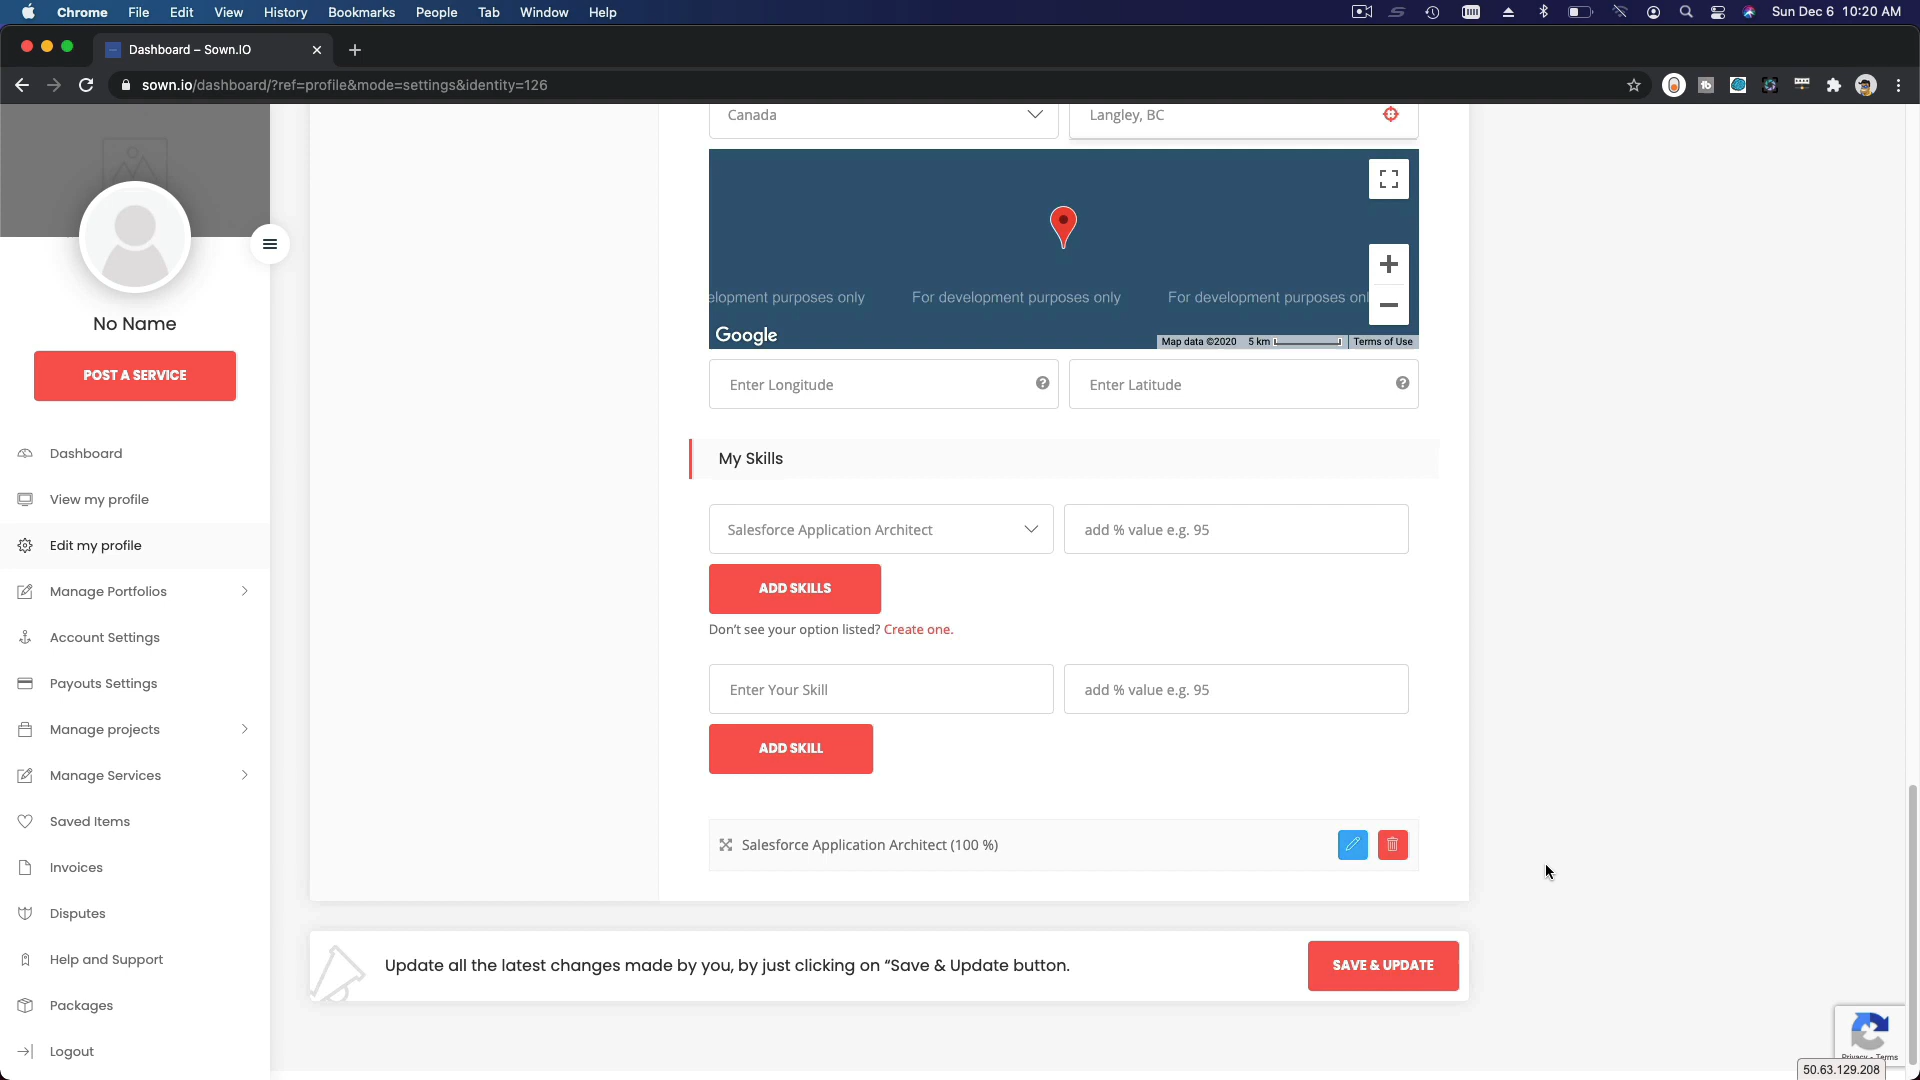 Chrome File Edit View History Bookmarks People Tab Window Help Sun Dec 6 10:20 AM
Dashboard – Sown.IO
sown.io/dashboard/?ref=profile&mode=settings&identity=126
Canada
Langley, BC
elopment purposes only For development purposes only For development purposes onl
Google
Map data ©2020 5 km Terms of Use
No Name
POST A SERVICE
Dashboard
View my profile
Edit my profile
Manage Portfolios
Account Settings
Payouts Settings
Manage projects
Manage Services
Saved Items
Invoices
Disputes
Help and Support
Packages
Logout
Enter Longitude
Enter Latitude
My Skills
Salesforce Application Architect
add % value e.g. 95
ADD SKILLS
Don't see your option listed? Create one.
Enter Your Skill
add % value e.g. 95
ADD SKILL
Salesforce Application Architect (100 %)
Update all the latest changes made by you, by just clicking on “Save & Update button.
SAVE & UPDATE
Privacy - Terms
50.63.129.208